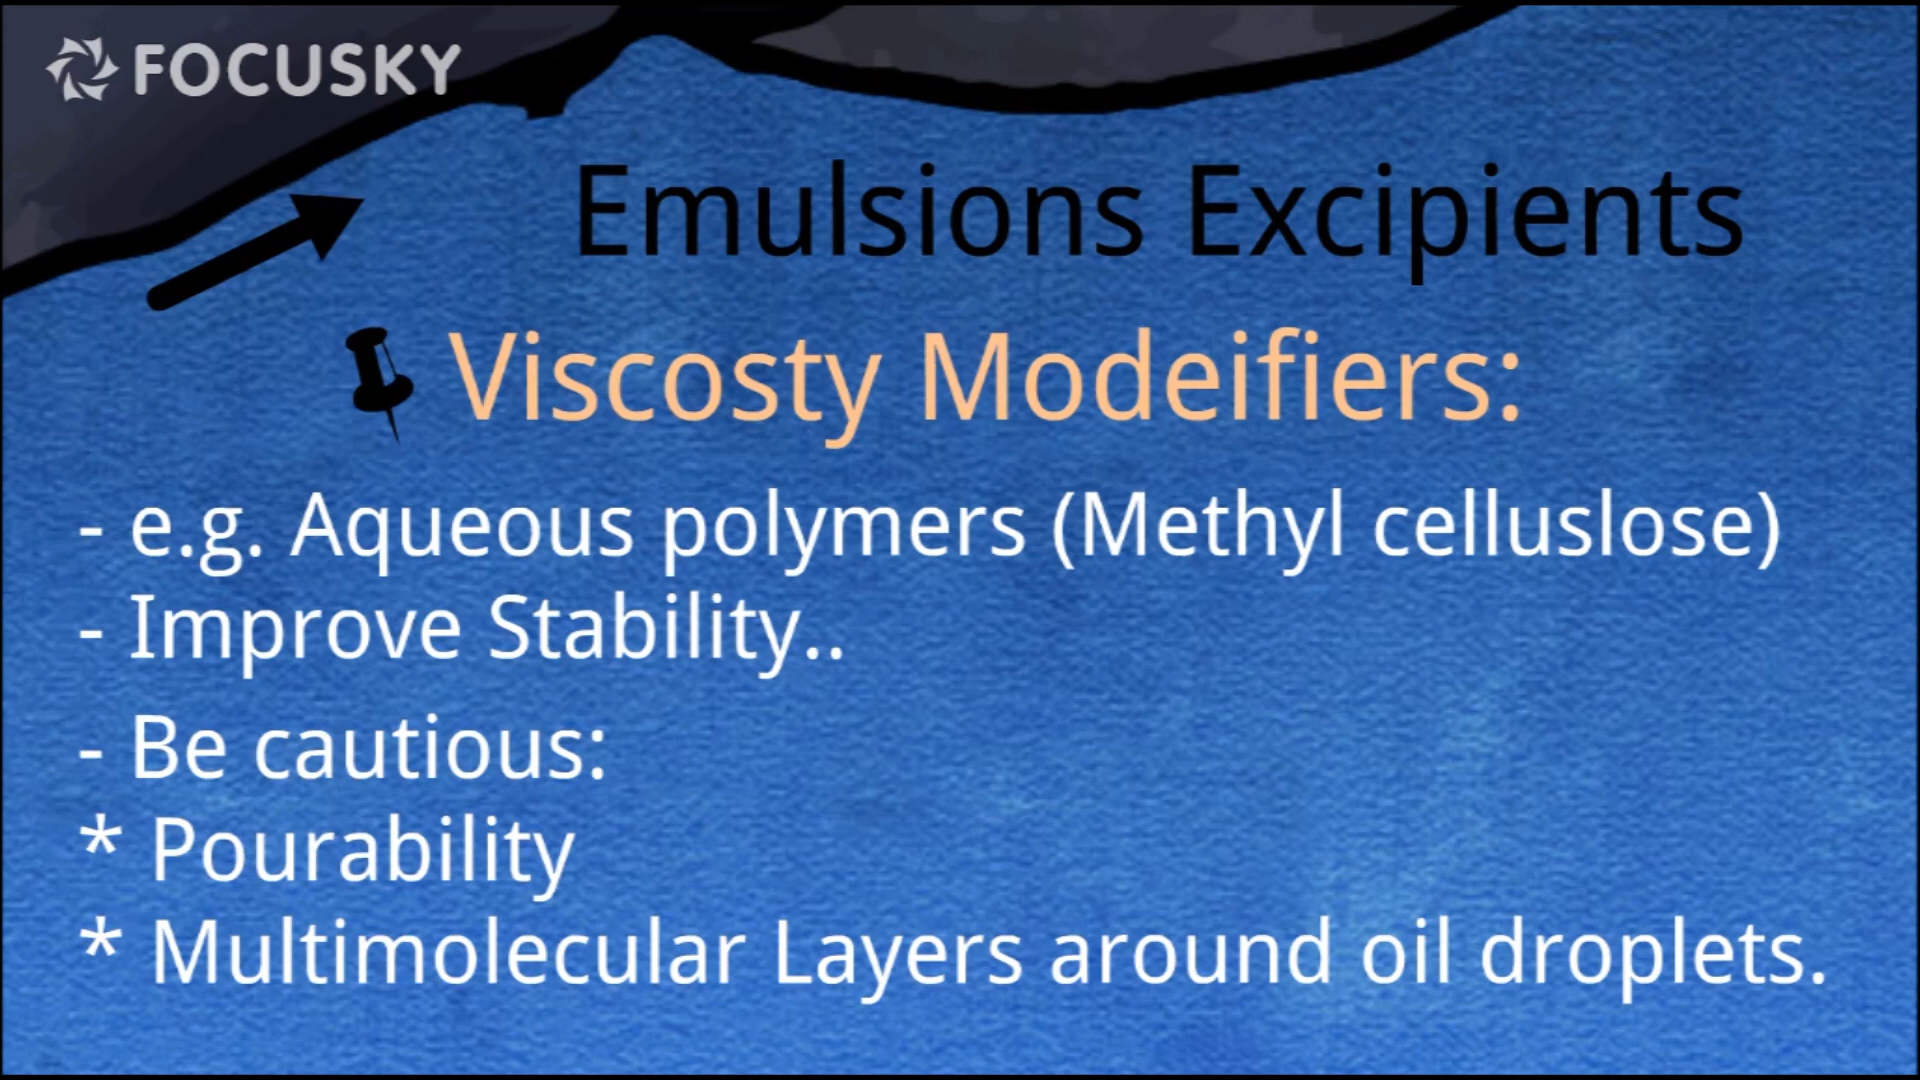 FOCUSKY
Emulsions Excipients
Viscosty Modeifiers:
- e.g. Aqueous polymers (Methyl celluslose)
- Improve Stability..
- Be cautious:
* Pourability
* Multimolecular Layers around oil droplets.